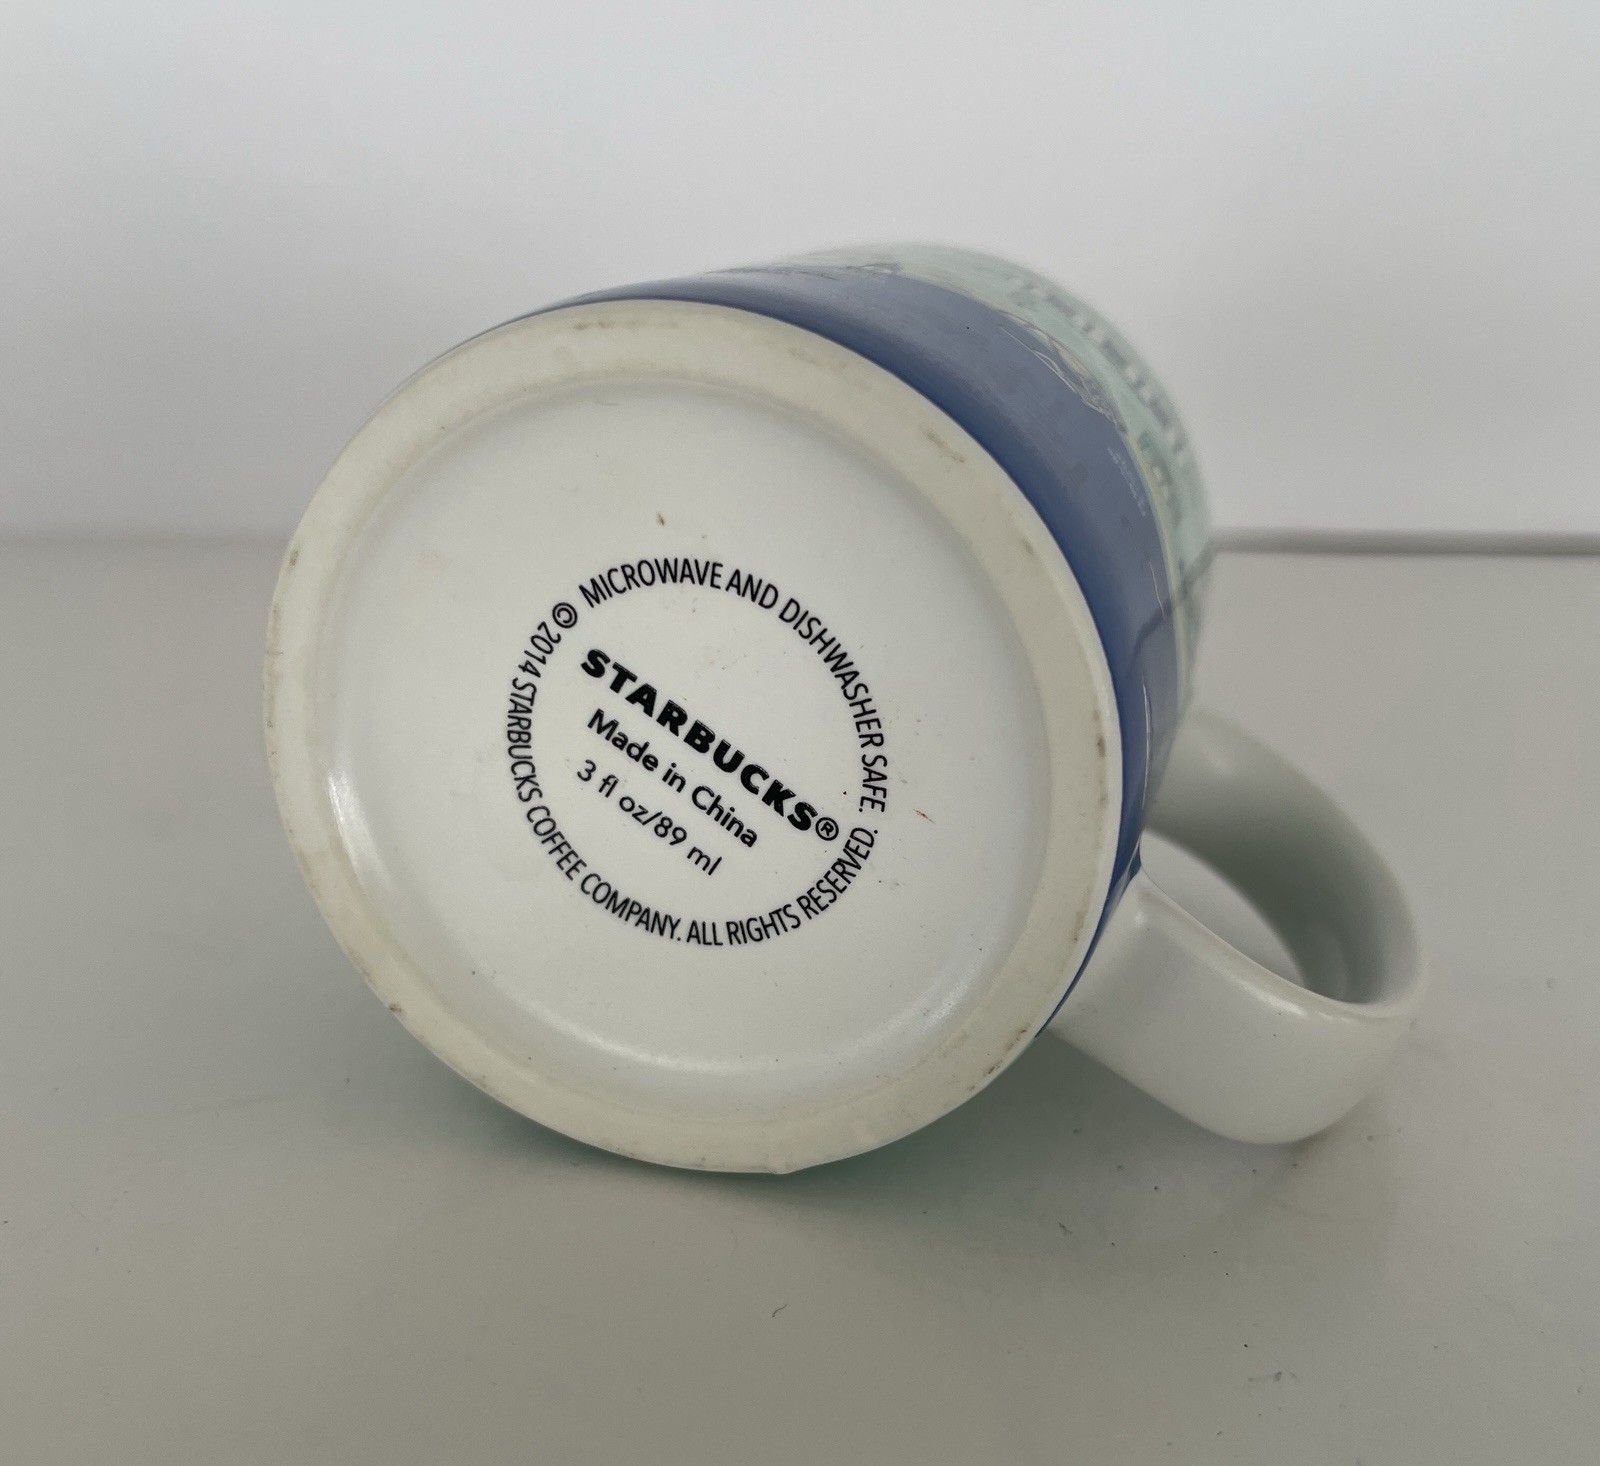 MICROWAVE AND DISHWASHER SAFE.
© 2014 STARBUCKS COFFEE COMPANY. ALL RIGHTS RESERVED.
STARBUCKS®
Made in China
3 fl oz/89 ml